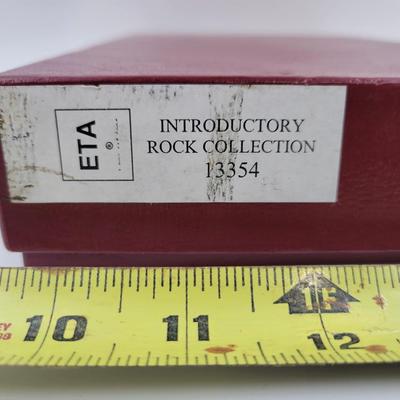 ETA
®
INTRODUCTORY
ROCK COLLECTION
13354
10 11 12